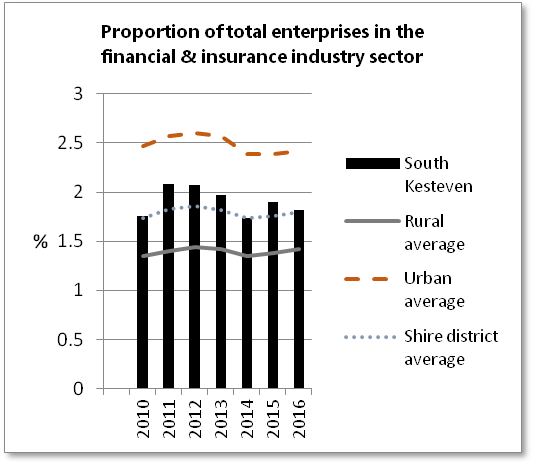 Proportion of total enterprises in the
financial & insurance industry sector
3
2.5
2
1.5
1
0.5
0
%
2010
2011
2012
2013
2014
2015
2016
South
Kesteven
Rural
average
Urban
average
Shire district
average